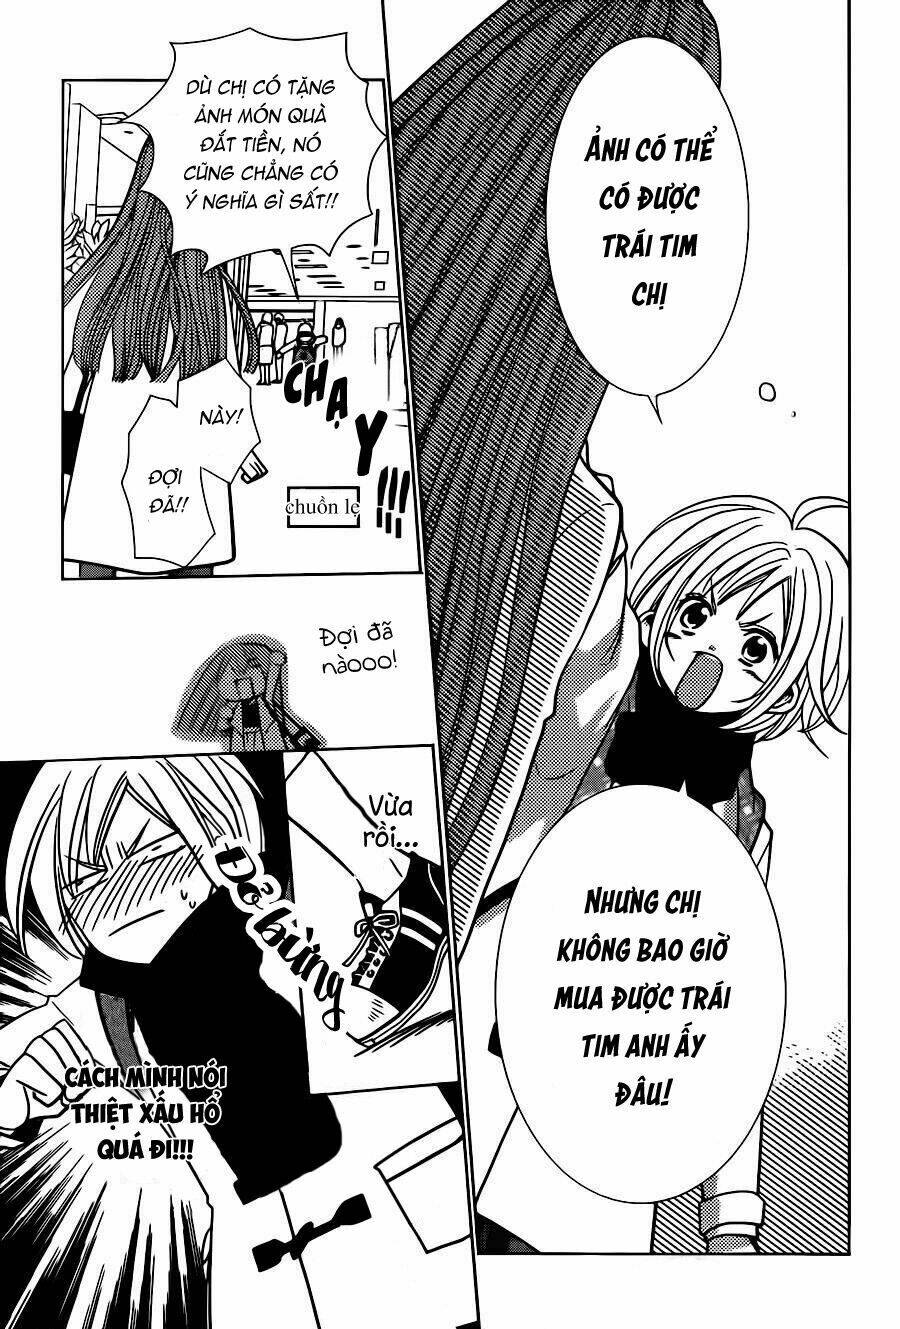 ẢNH CÓ THỂ
CÓ ĐƯỢC
TRÁI TIM
CHỊ
NHƯNG CHỊ
KHÔNG BAO GIỜ
MUA ĐƯỢC TRÁI
TIM ANH ẤY
ĐÂU!
DÙ CHỊ CÓ TẶNG
ẢNH MÓN QUÀ
ĐẮT TIỀN, NÓ
CŨNG CHẲNG CÓ
Ý NGHĨA GÌ SẤT!!
NÀY!
ĐỢI
ĐÃ!!
CHẠY!!!
chuồn lẹ
Đợi đã
nàooo!
Vừa
rồi...
Đỏ
bừng
CÁCH MÌNH NÓI
THIỆT XẤU HỔ
QUÁ ĐI!!!